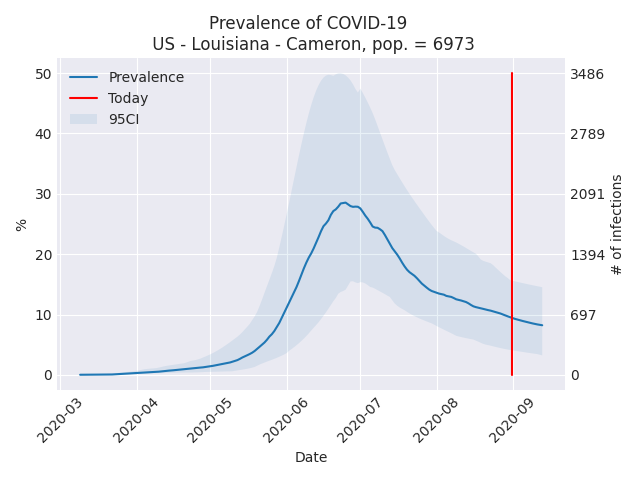 Prevalence of COVID-19
US - Louisiana - Cameron, pop. = 6973
Prevalence
Today
95CI
50
40
30
20
10
0
%
3486
2789
2091
1394
697
0
# of infections
2020-03
2020-04
2020-05
2020-06
2020-07
2020-08
2020-09
Date